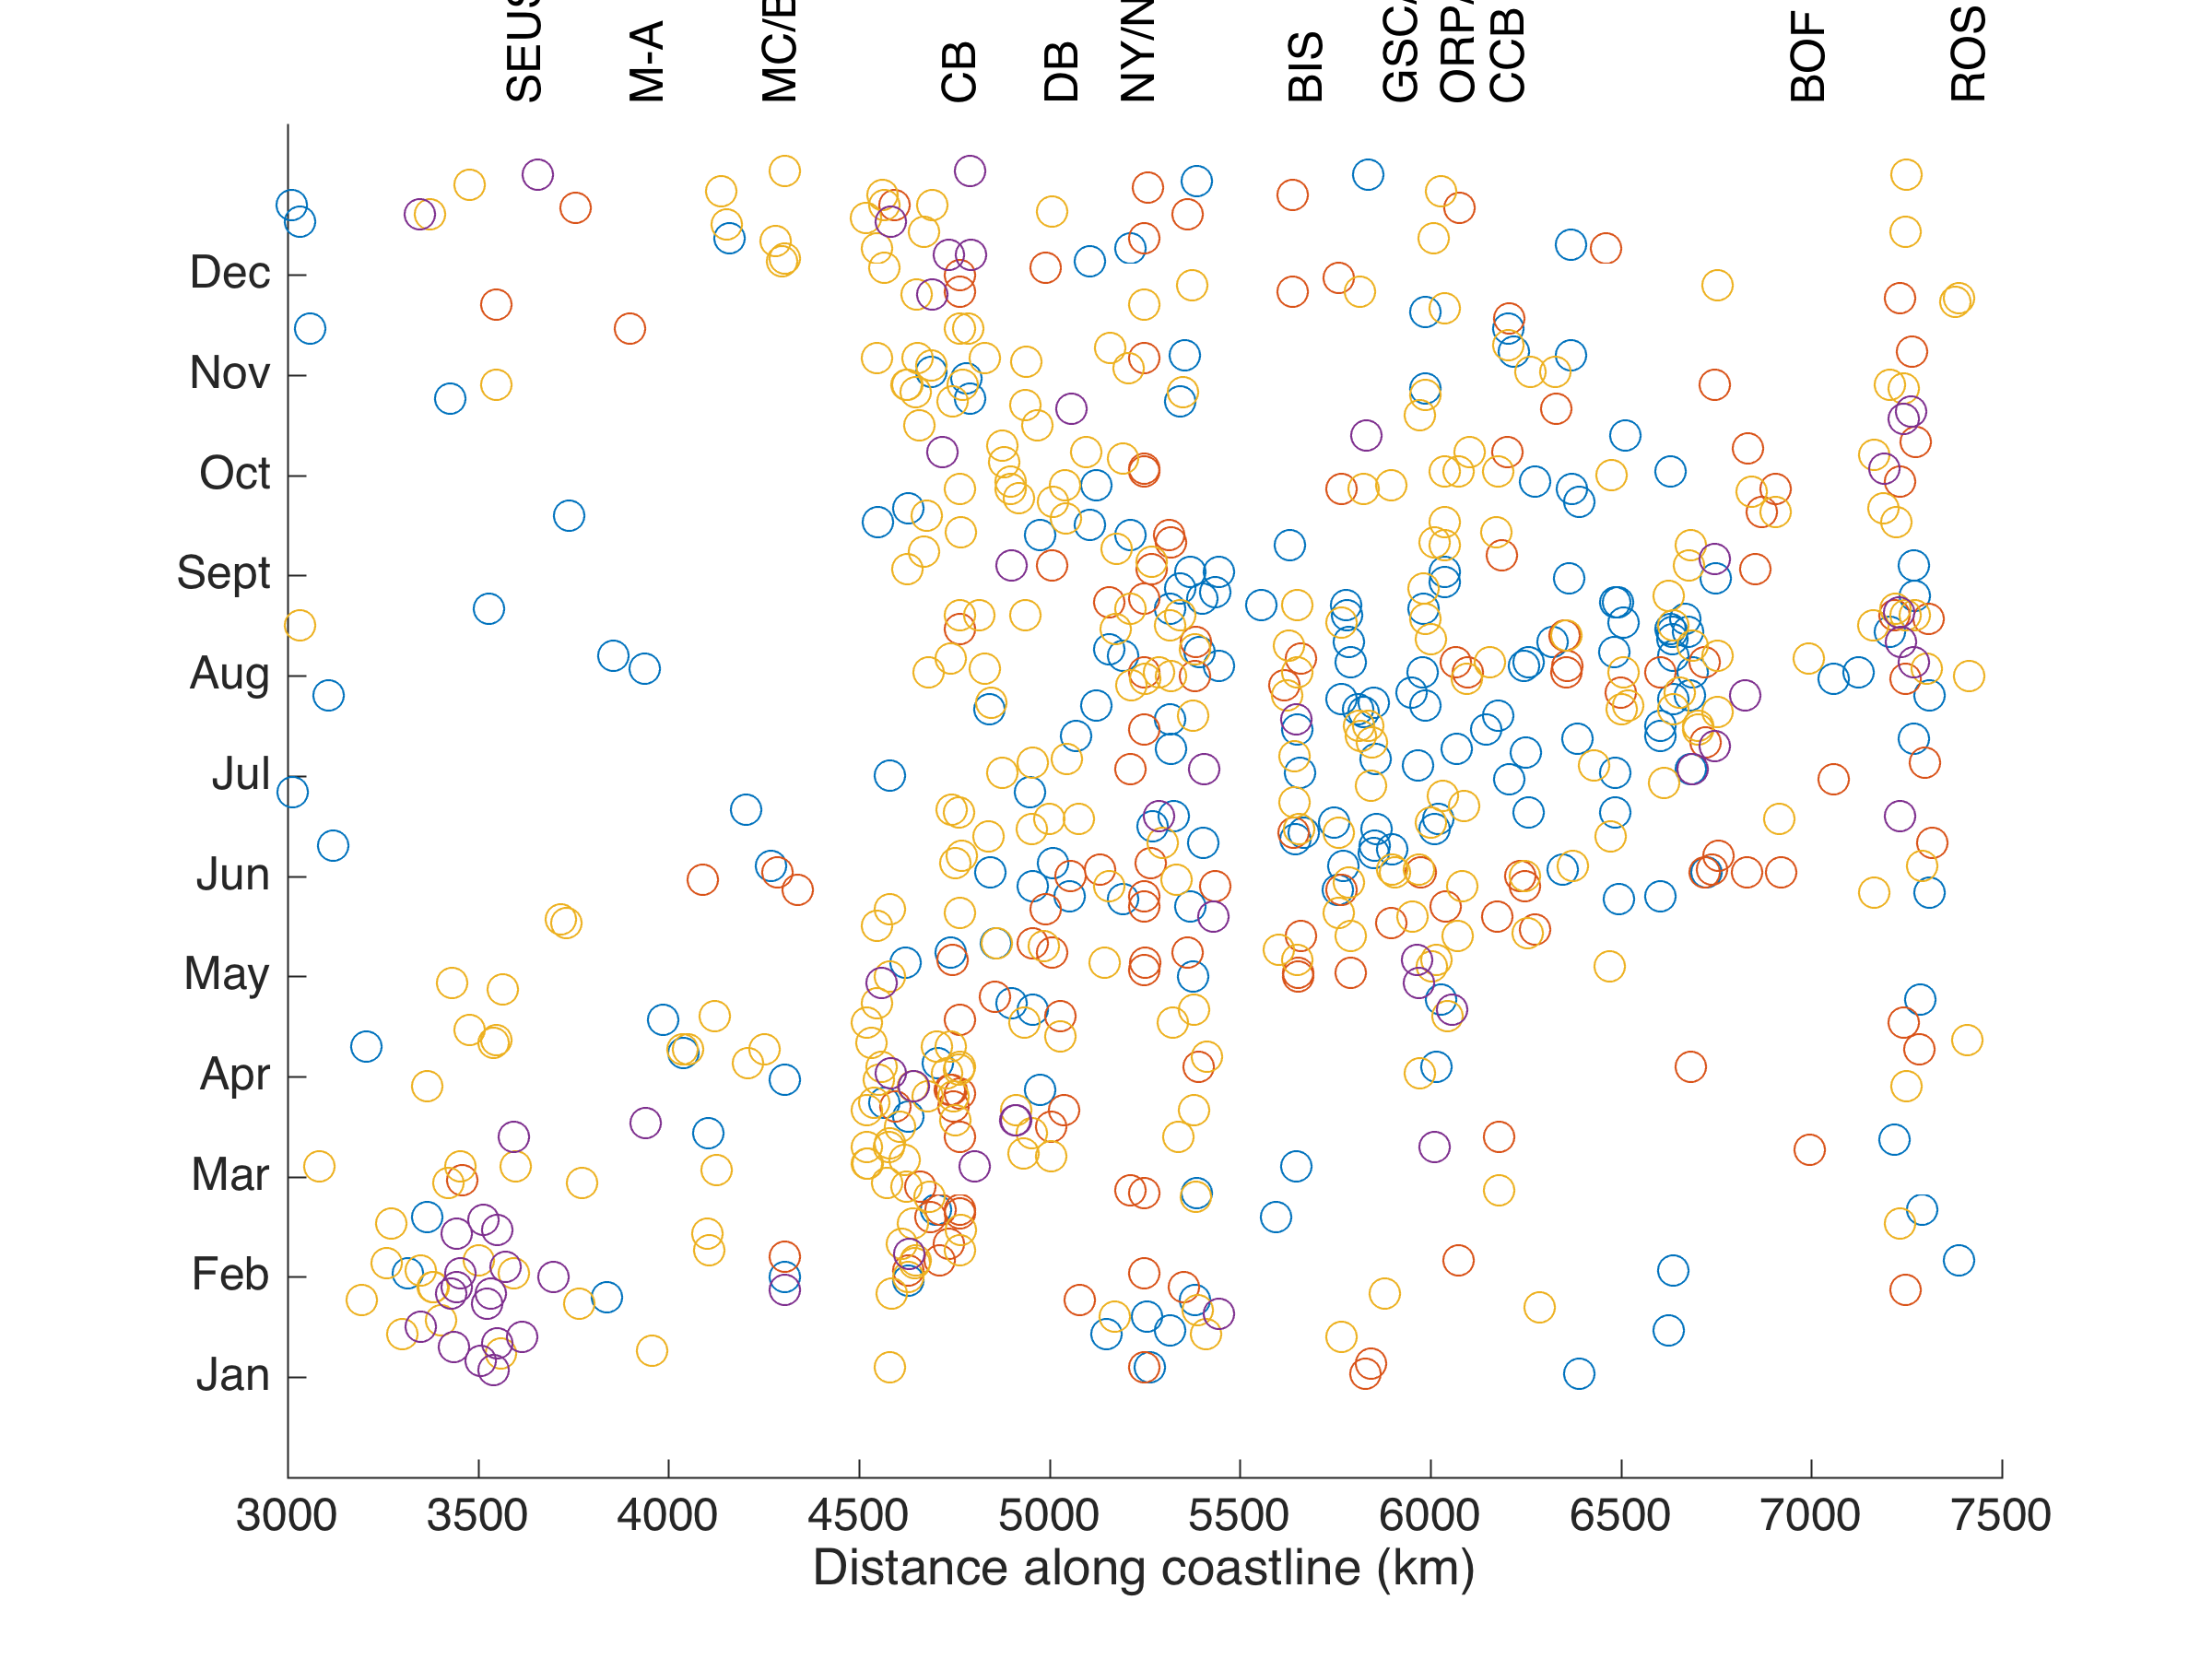 SEUS
M-A
MC/
CB
DB
NY/
BIS
GSC
ORP
CCB
BOF
ROS
Dec
Nov
Oct
Sept
Aug
Jul
Jun
May
Apr
Mar
Feb
Jan
3000 3500 4000 4500 5000 5500 6000 6500 7000 7500
Distance along coastline (km)